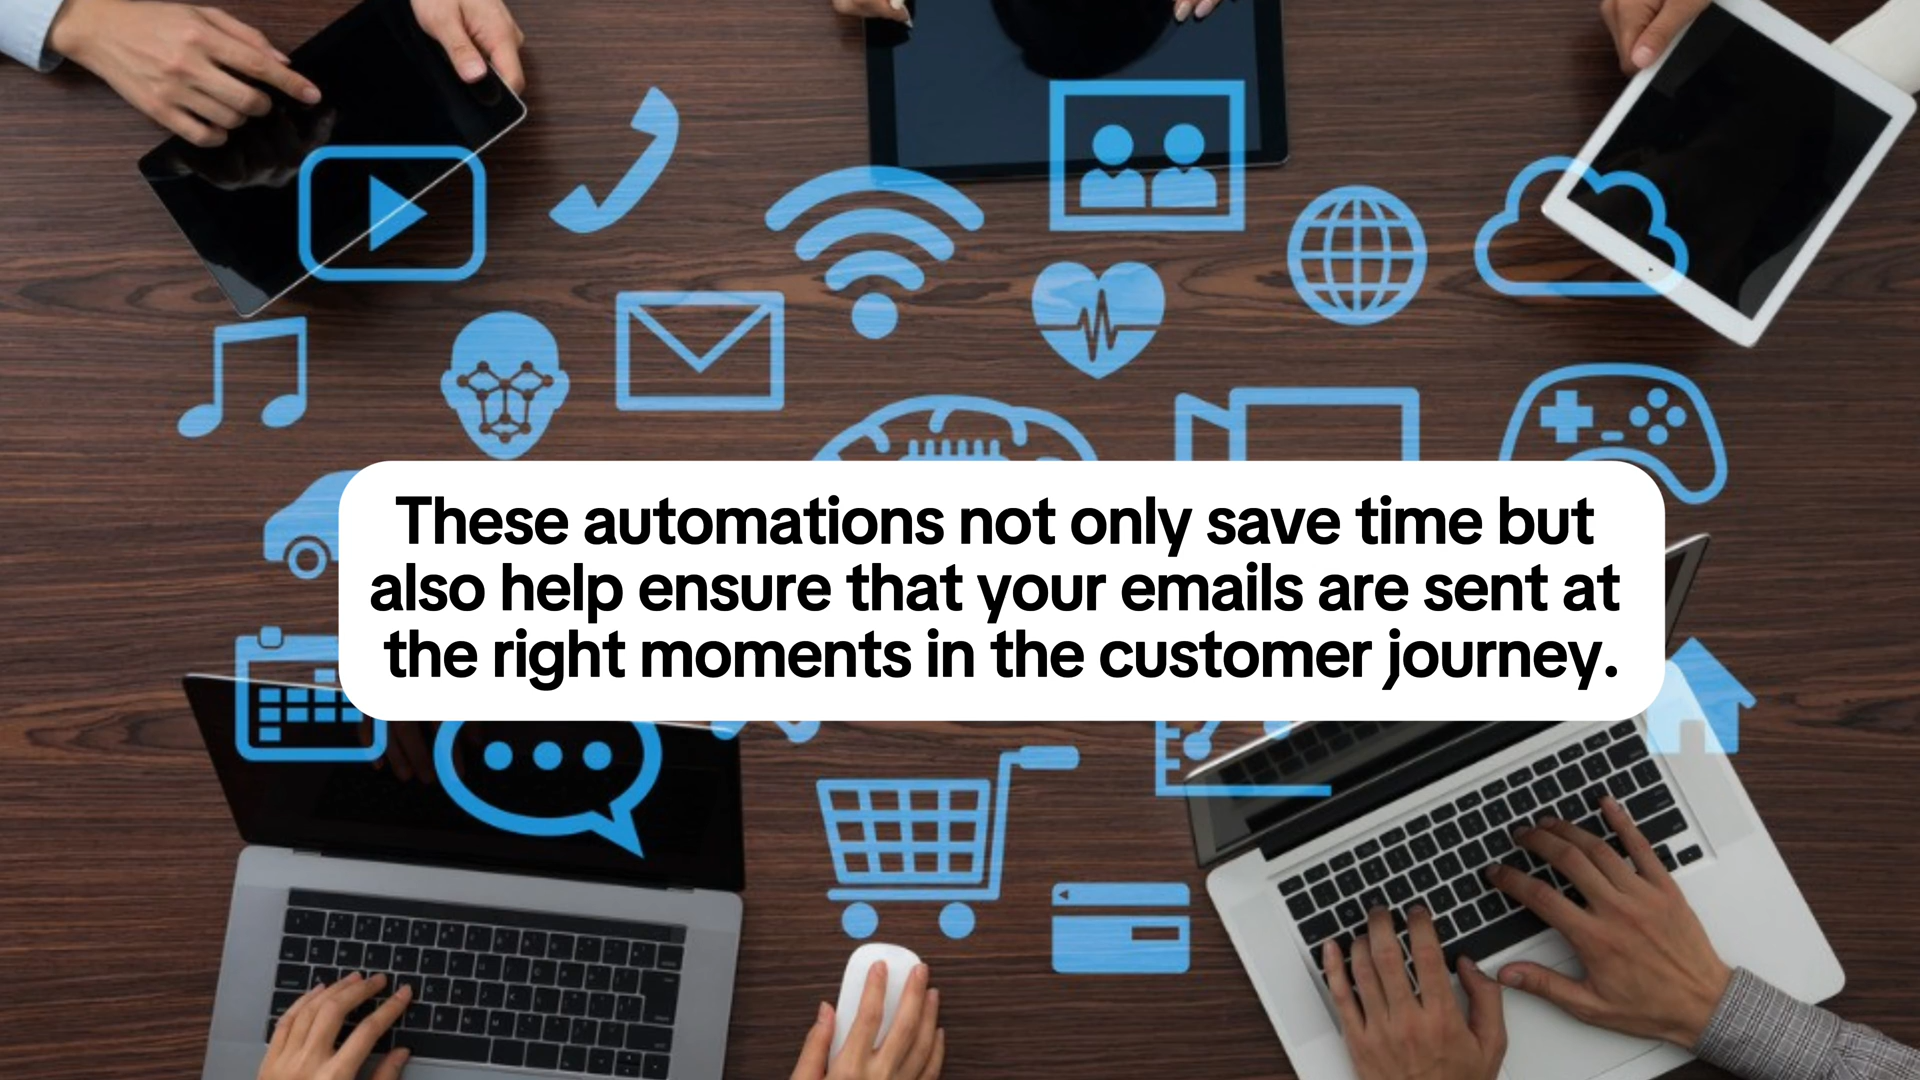 These automations not only save time but
also help ensure that your emails are sent at
the right moments in the customer journey.